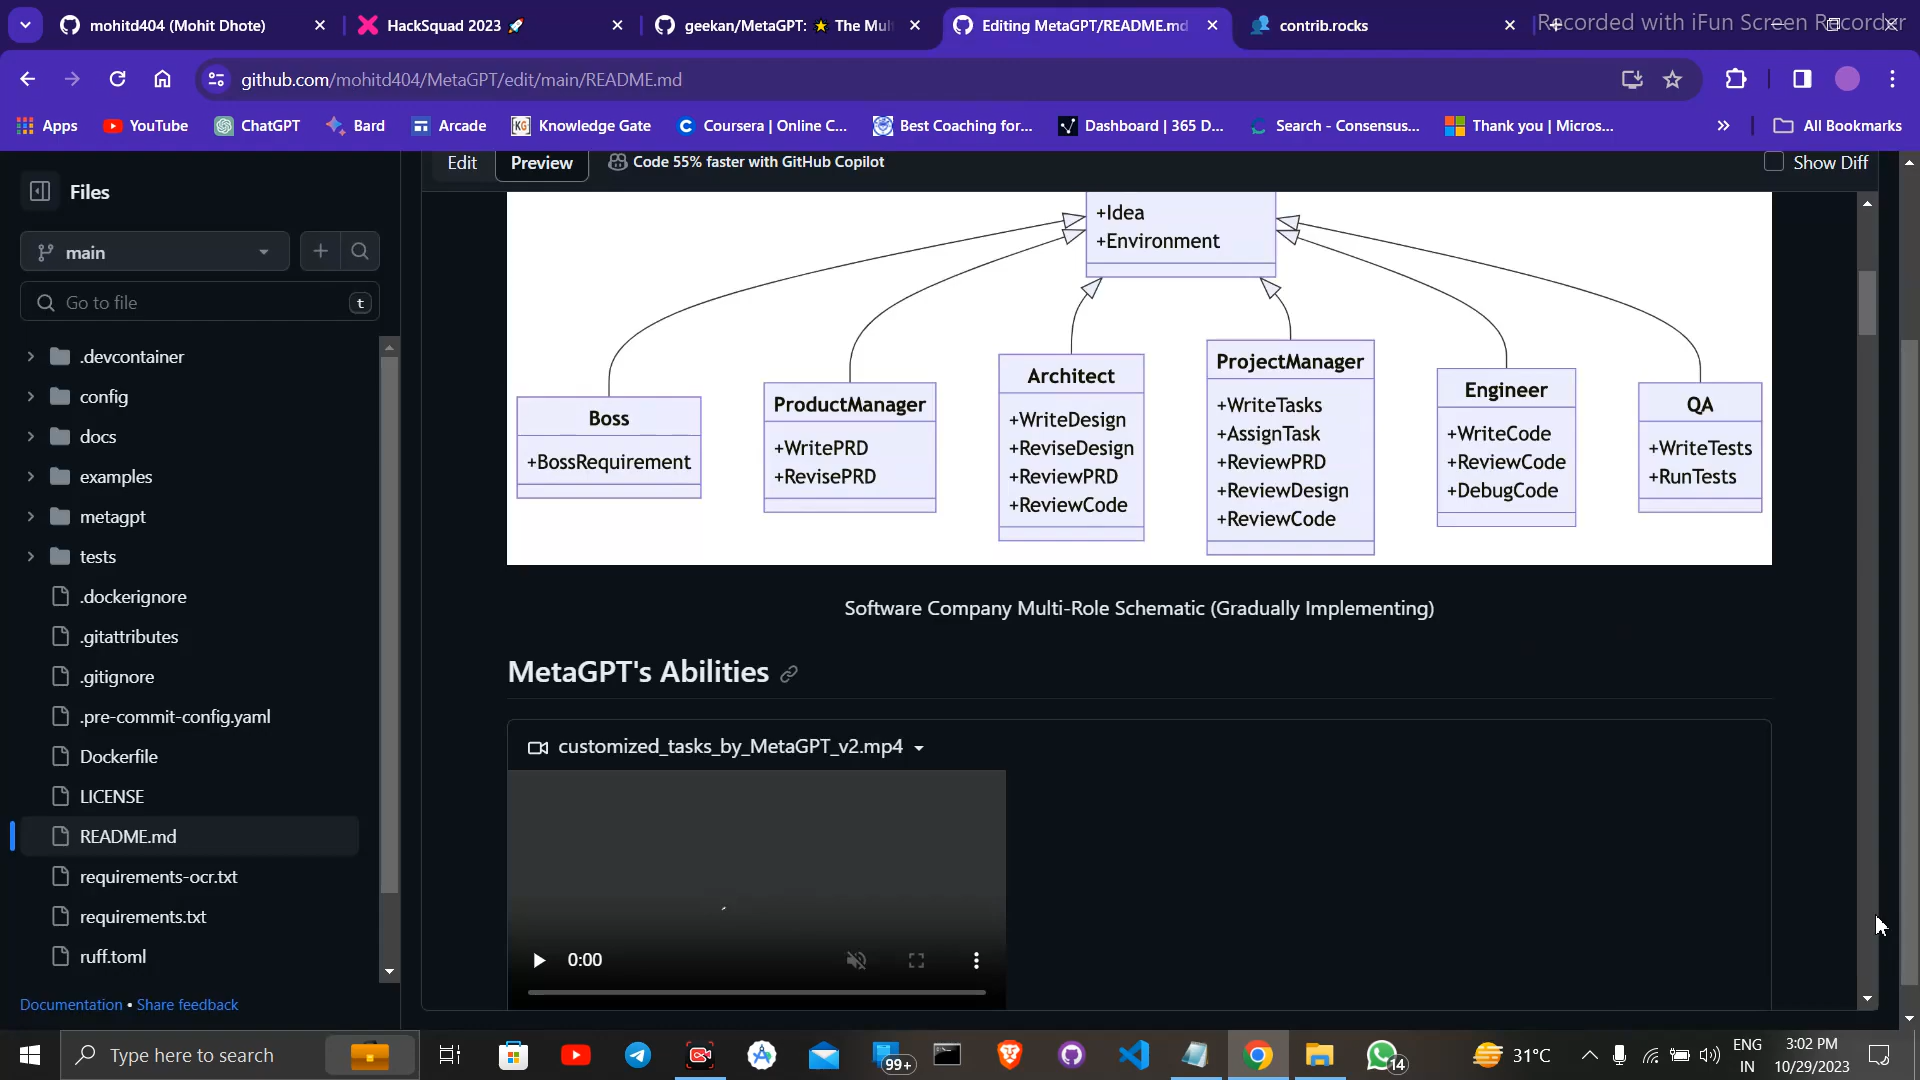 mohitd404 (Mohit Dhote)
HackSquad 2023 🚀
geekan/MetaGPT: 🌟 The Mul
Editing MetaGPT/README.md
contrib.rocks
Recorded with iFun Screen Recorder
github.com/mohitd404/MetaGPT/edit/main/README.md
Apps
YouTube
ChatGPT
Bard
Arcade
KG Knowledge Gate
Coursera | Online C...
Best Coaching for...
Dashboard | 365 D...
Search - Consensus...
Thank you | Micros...
»
All Bookmarks
Files
main
Go to file
t
.devcontainer
config
docs
examples
metagpt
tests
.dockerignore
.gitattributes
.gitignore
.pre-commit-config.yaml
Dockerfile
LICENSE
README.md
requirements-ocr.txt
requirements.txt
ruff.toml
Documentation • Share feedback
Edit
Preview
Code 55% faster with GitHub Copilot
Show Diff
+Idea
+Environment
Boss
+BossRequirement
ProductManager
+WritePRD
+RevisePRD
Architect
+WriteDesign
+ReviseDesign
+ReviewPRD
+ReviewCode
ProjectManager
+WriteTasks
+AssignTask
+ReviewPRD
+ReviewDesign
+ReviewCode
Engineer
+WriteCode
+ReviewCode
+DebugCode
QA
+WriteTests
+RunTests
Software Company Multi-Role Schematic (Gradually Implementing)
MetaGPT's Abilities
customized_tasks_by_MetaGPT_v2.mp4
0:00
Type here to search
99+
14
31°C
ENG
IN
3:02 PM
10/29/2023